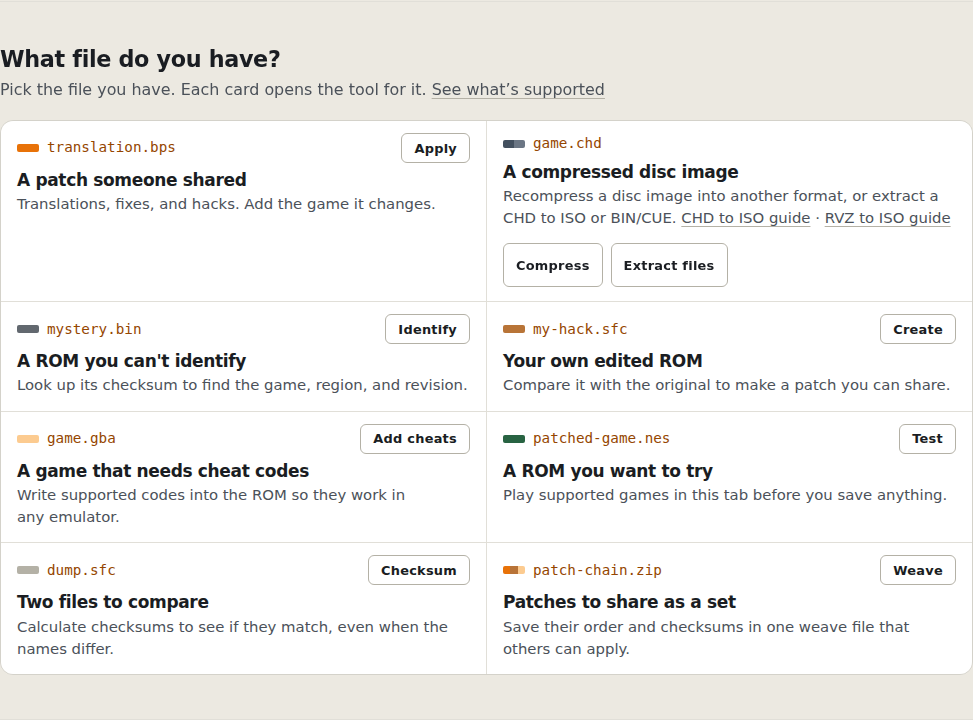 What file do you have?
Pick the file you have. Each card opens the tool for it. See what’s supported
translation.bps
Apply
A patch someone shared
Translations, fixes, and hacks. Add the game it changes.
game.chd
A compressed disc image
Recompress a disc image into another format, or extract a
CHD to ISO or BIN/CUE. CHD to ISO guide · RVZ to ISO guide
Compress
Extract files
mystery.bin
Identify
A ROM you can't identify
Look up its checksum to find the game, region, and revision.
my-hack.sfc
Create
Your own edited ROM
Compare it with the original to make a patch you can share.
game.gba
Add cheats
A game that needs cheat codes
Write supported codes into the ROM so they work in
any emulator.
patched-game.nes
Test
A ROM you want to try
Play supported games in this tab before you save anything.
dump.sfc
Checksum
Two files to compare
Calculate checksums to see if they match, even when the
names differ.
patch-chain.zip
Weave
Patches to share as a set
Save their order and checksums in one weave file that
others can apply.